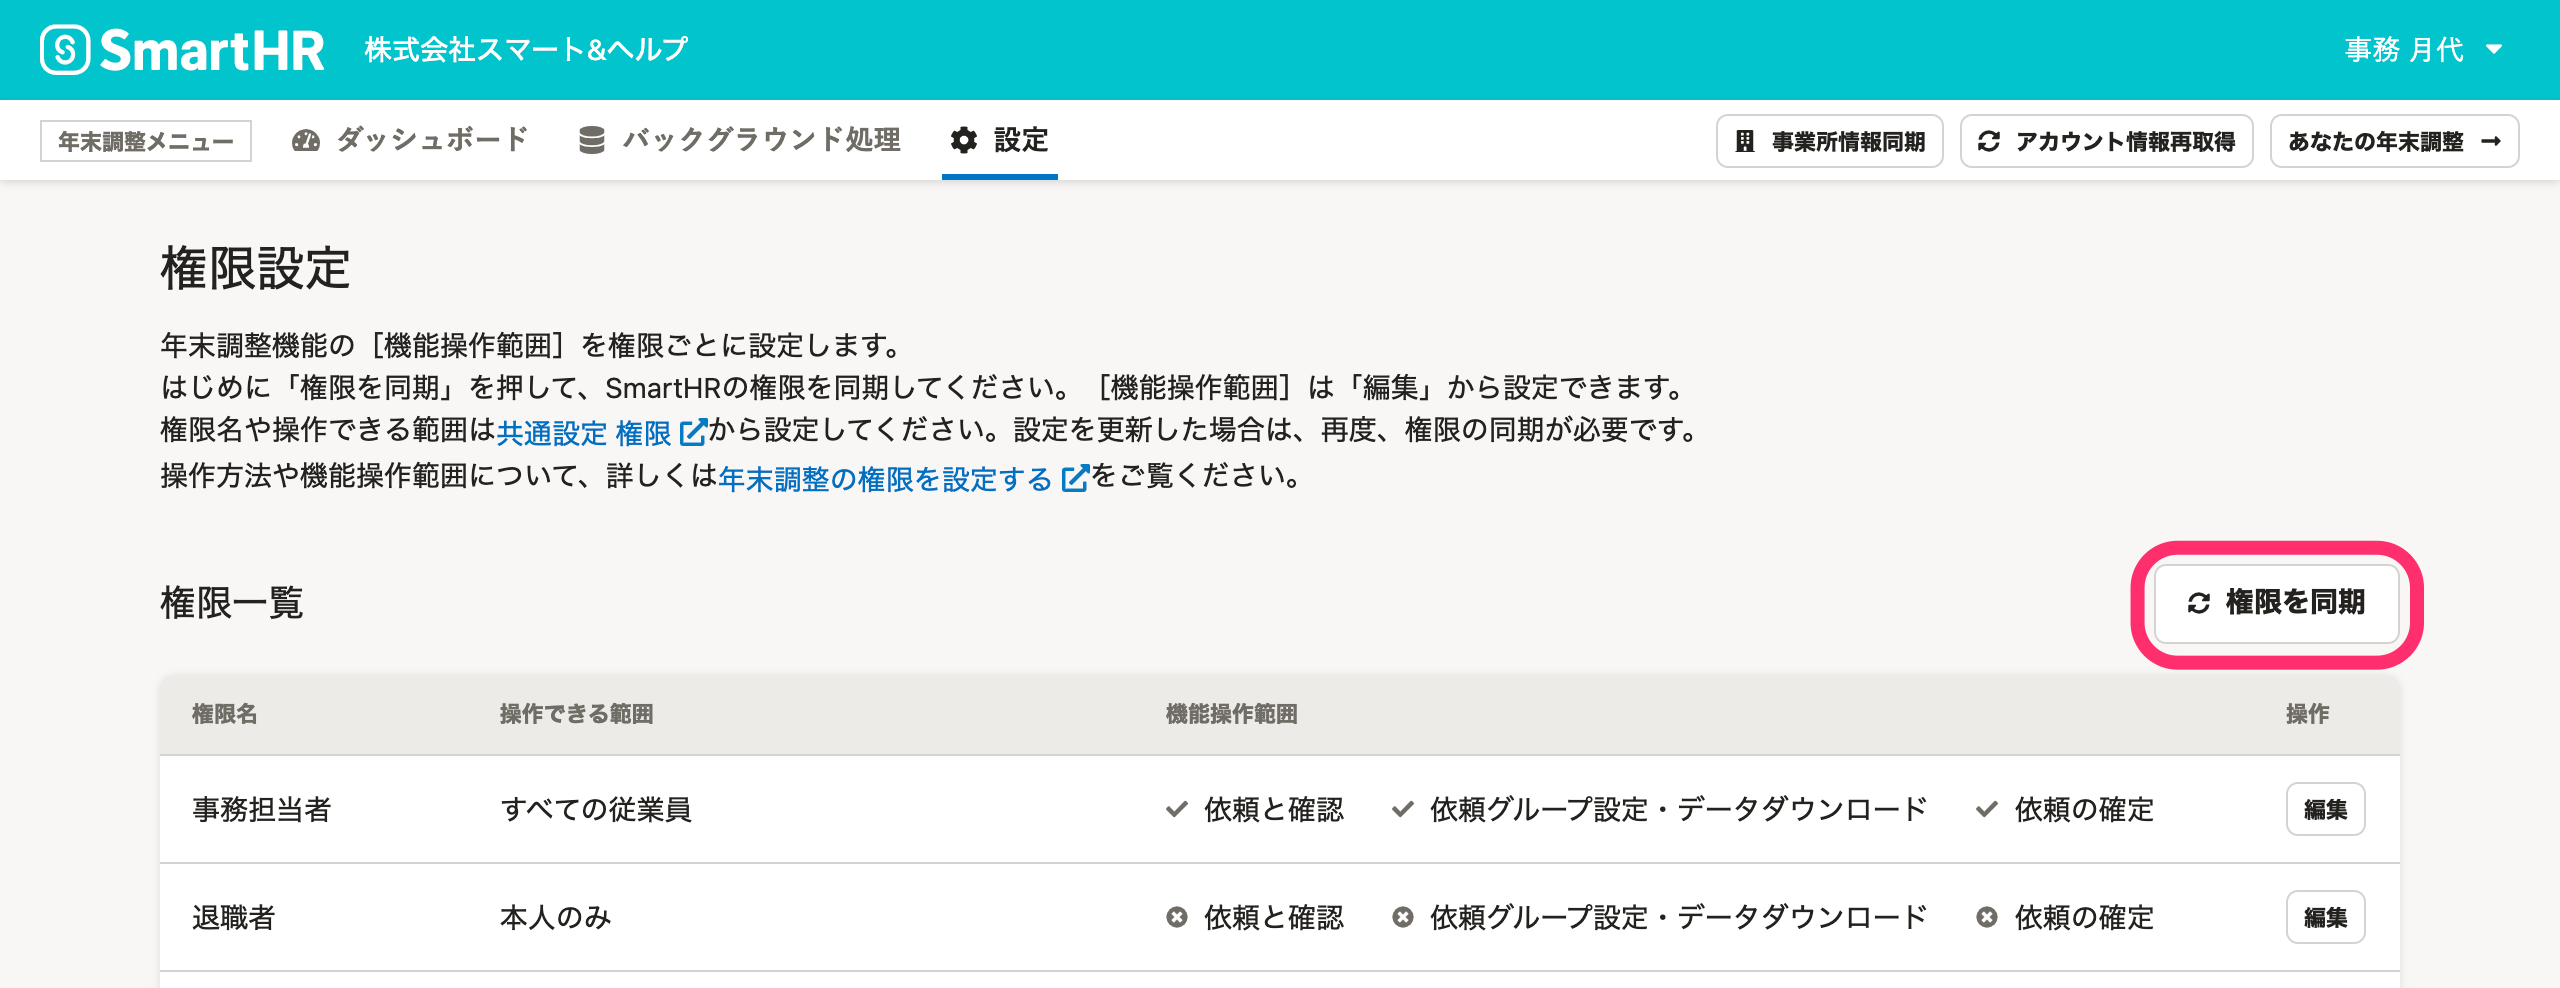 SmartHR 株式会社スマート&ヘルプ 事務 月代
年末調整メニュー ダッシュボード バックグラウンド処理 設定 事業所情報同期 アカウント情報再取得 あなたの年末調整 →
権限設定
年末調整機能の［機能操作範囲］を権限ごとに設定します。
はじめに「権限を同期」を押して、SmartHRの権限を同期してください。［機能操作範囲］は「編集」から設定できます。
権限名や操作できる範囲は共通設定 権限から設定してください。設定を更新した場合は、再度、権限の同期が必要です。
操作方法や機能操作範囲について、詳しくは年末調整の権限を設定するをご覧ください。
権限一覧 権限を同期
権限名 操作できる範囲 機能操作範囲 操作
事務担当者 すべての従業員 依頼と確認 依頼グループ設定・データダウンロード 依頼の確定 編集
退職者 本人のみ 依頼と確認 依頼グループ設定・データダウンロード 依頼の確定 編集